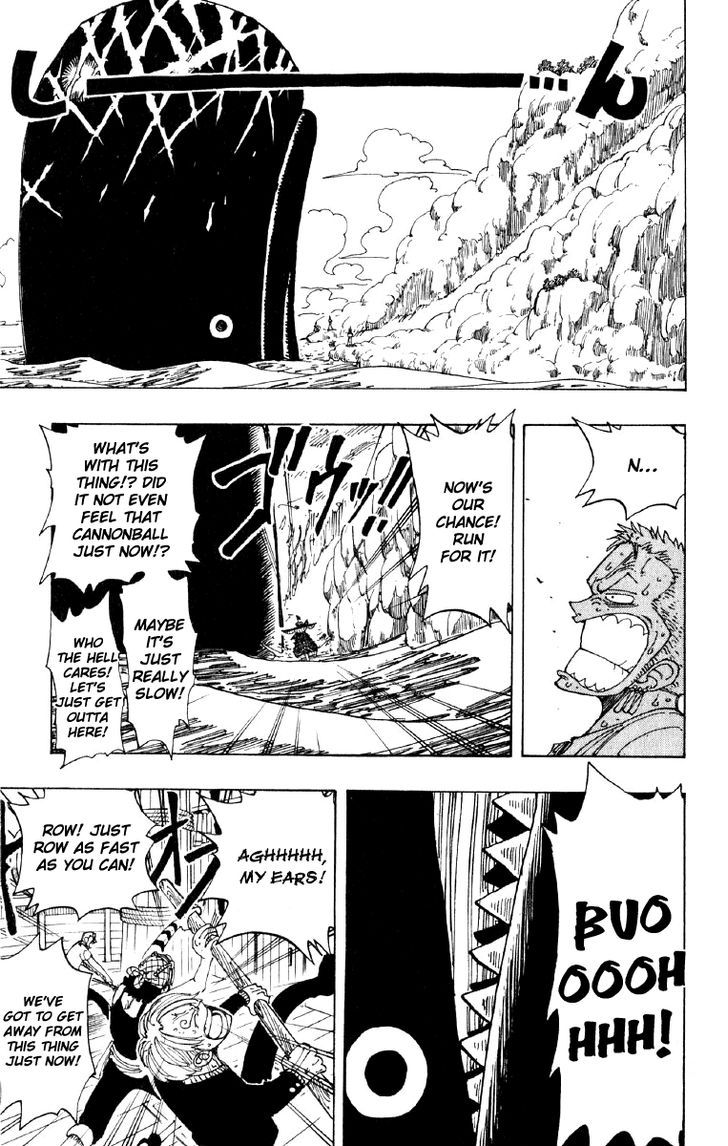 し━…ん
N...
NOW'S
OUR
CHANCE!
RUN
FOR IT!
WHAT'S
WITH THIS
THING!? DID
IT NOT EVEN
FEEL THAT
CANNONBALL
JUST NOW!?
MAYBE
IT'S
JUST
REALLY
SLOW!
WHO
THE HELL
CARES!
LET'S
JUST GET
OUTTA
HERE!
BUO
OOOH
HHH!
AGHHHHH,
MY EARS!
ROW! JUST
ROW AS FAST
AS YOU CAN!
WE'VE
GOT TO GET
AWAY FROM
THIS THING
JUST NOW!